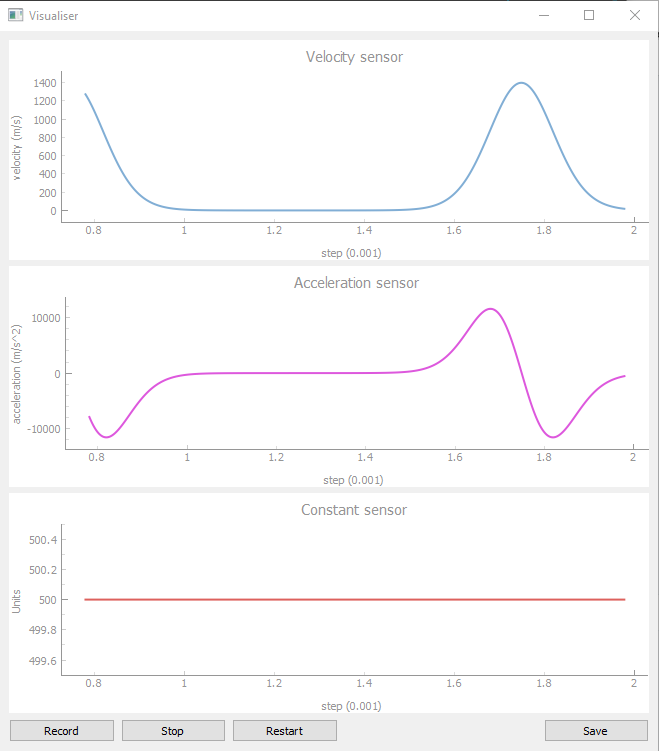 Visualiser
Velocity sensor
velocity (m/s)
1400
1200
1000
800
600
400
200
0
0.8 1 1.2 1.4 1.6 1.8 2
step (0.001)
Acceleration sensor
acceleration (m/s^2)
10000
0
-10000
0.8 1 1.2 1.4 1.6 1.8 2
step (0.001)
Constant sensor
Units
500.4
500.2
500
499.8
499.6
0.8 1 1.2 1.4 1.6 1.8 2
step (0.001)
Record Stop Restart Save